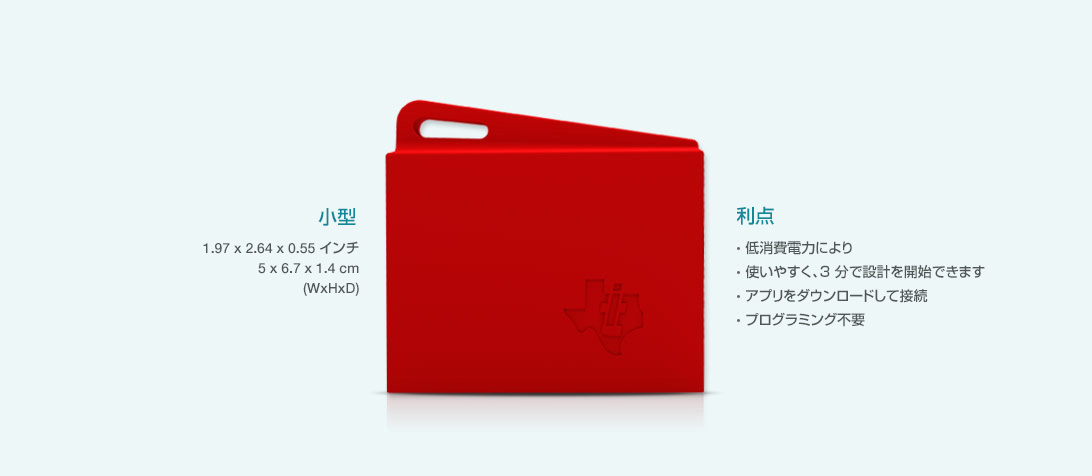 小型
1.97 x 2.64 x 0.55 インチ
5 x 6.7 x 1.4 cm
(WxHxD)
利点
・低消費電力により
・使いやすく、3 分で設計を開始できます
・アプリをダウンロードして接続
・プログラミング不要